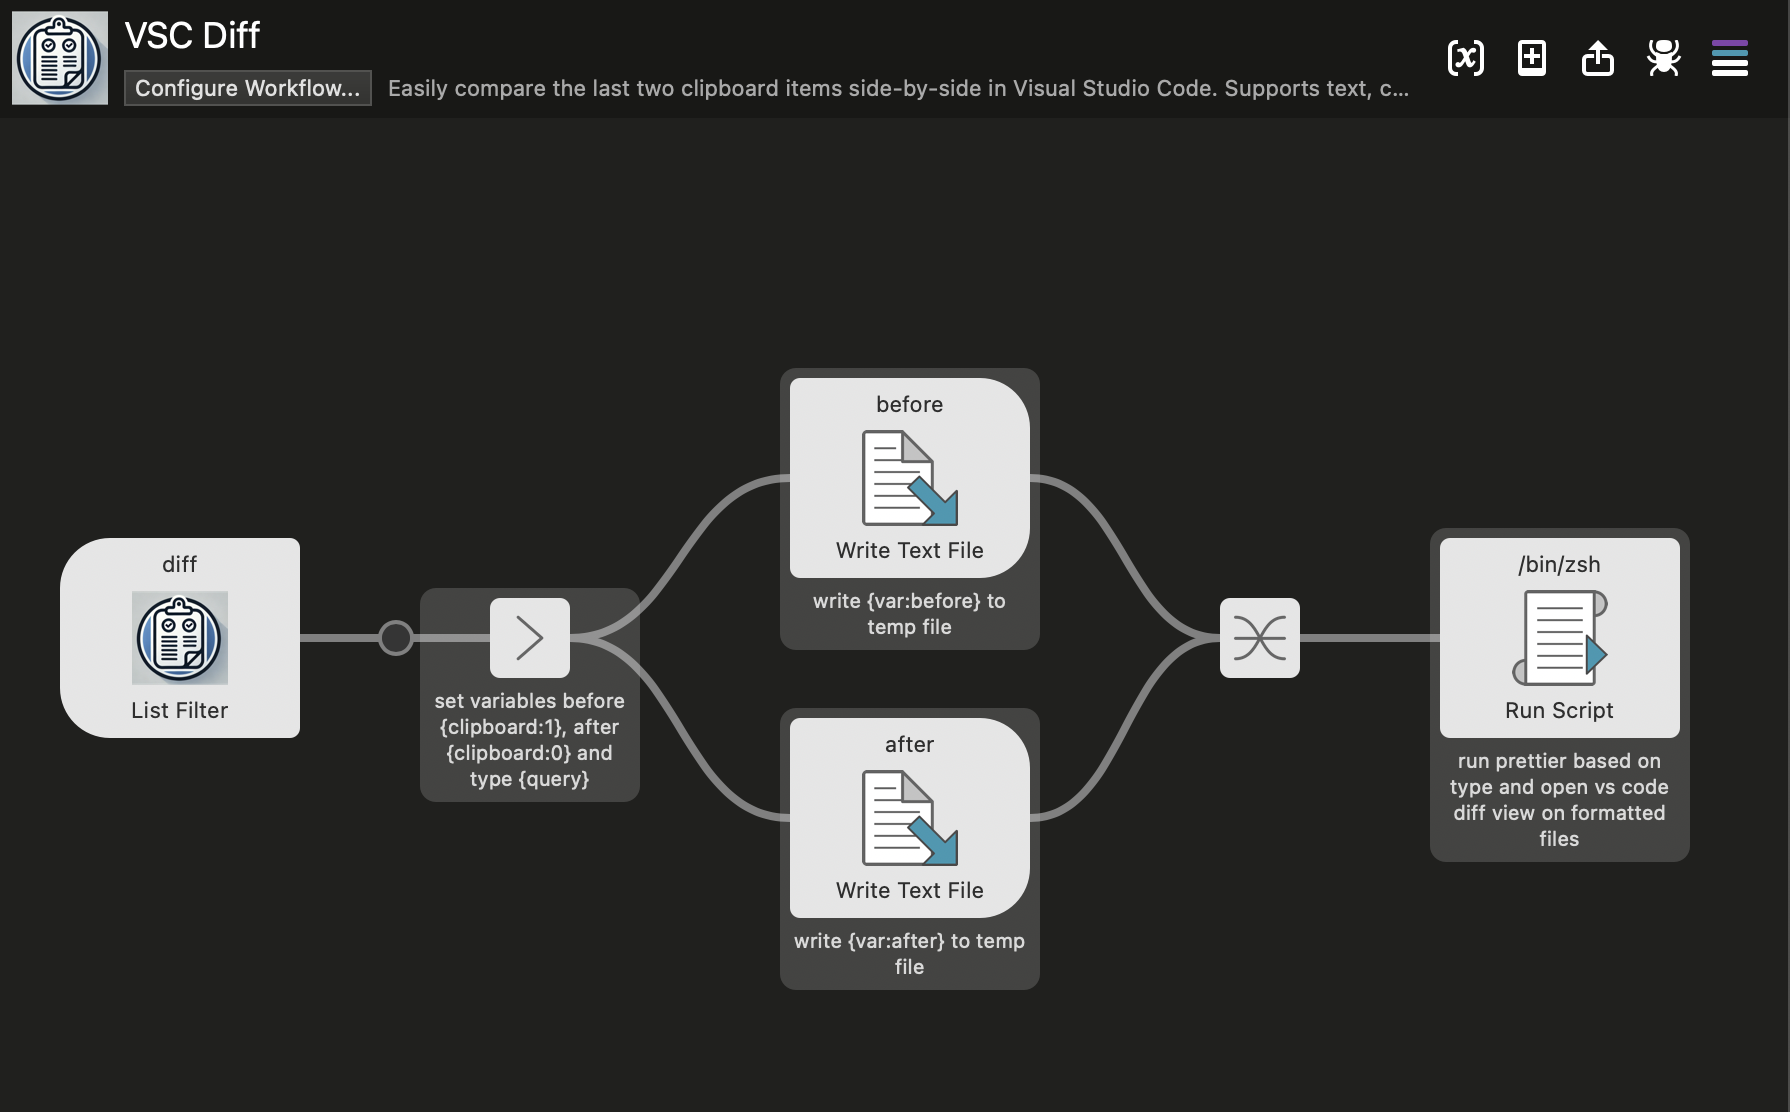 VSC Diff
Configure Workflow...
Easily compare the last two clipboard items side-by-side in Visual Studio Code. Supports text, c...
[x]
before
Write Text File
write {var:before} to
temp file
diff
List Filter
set variables before
{clipboard:1}, after
{clipboard:0} and
type {query}
after
Write Text File
write {var:after} to temp
file
/bin/zsh
Run Script
run prettier based on
type and open vs code
diff view on formatted
files